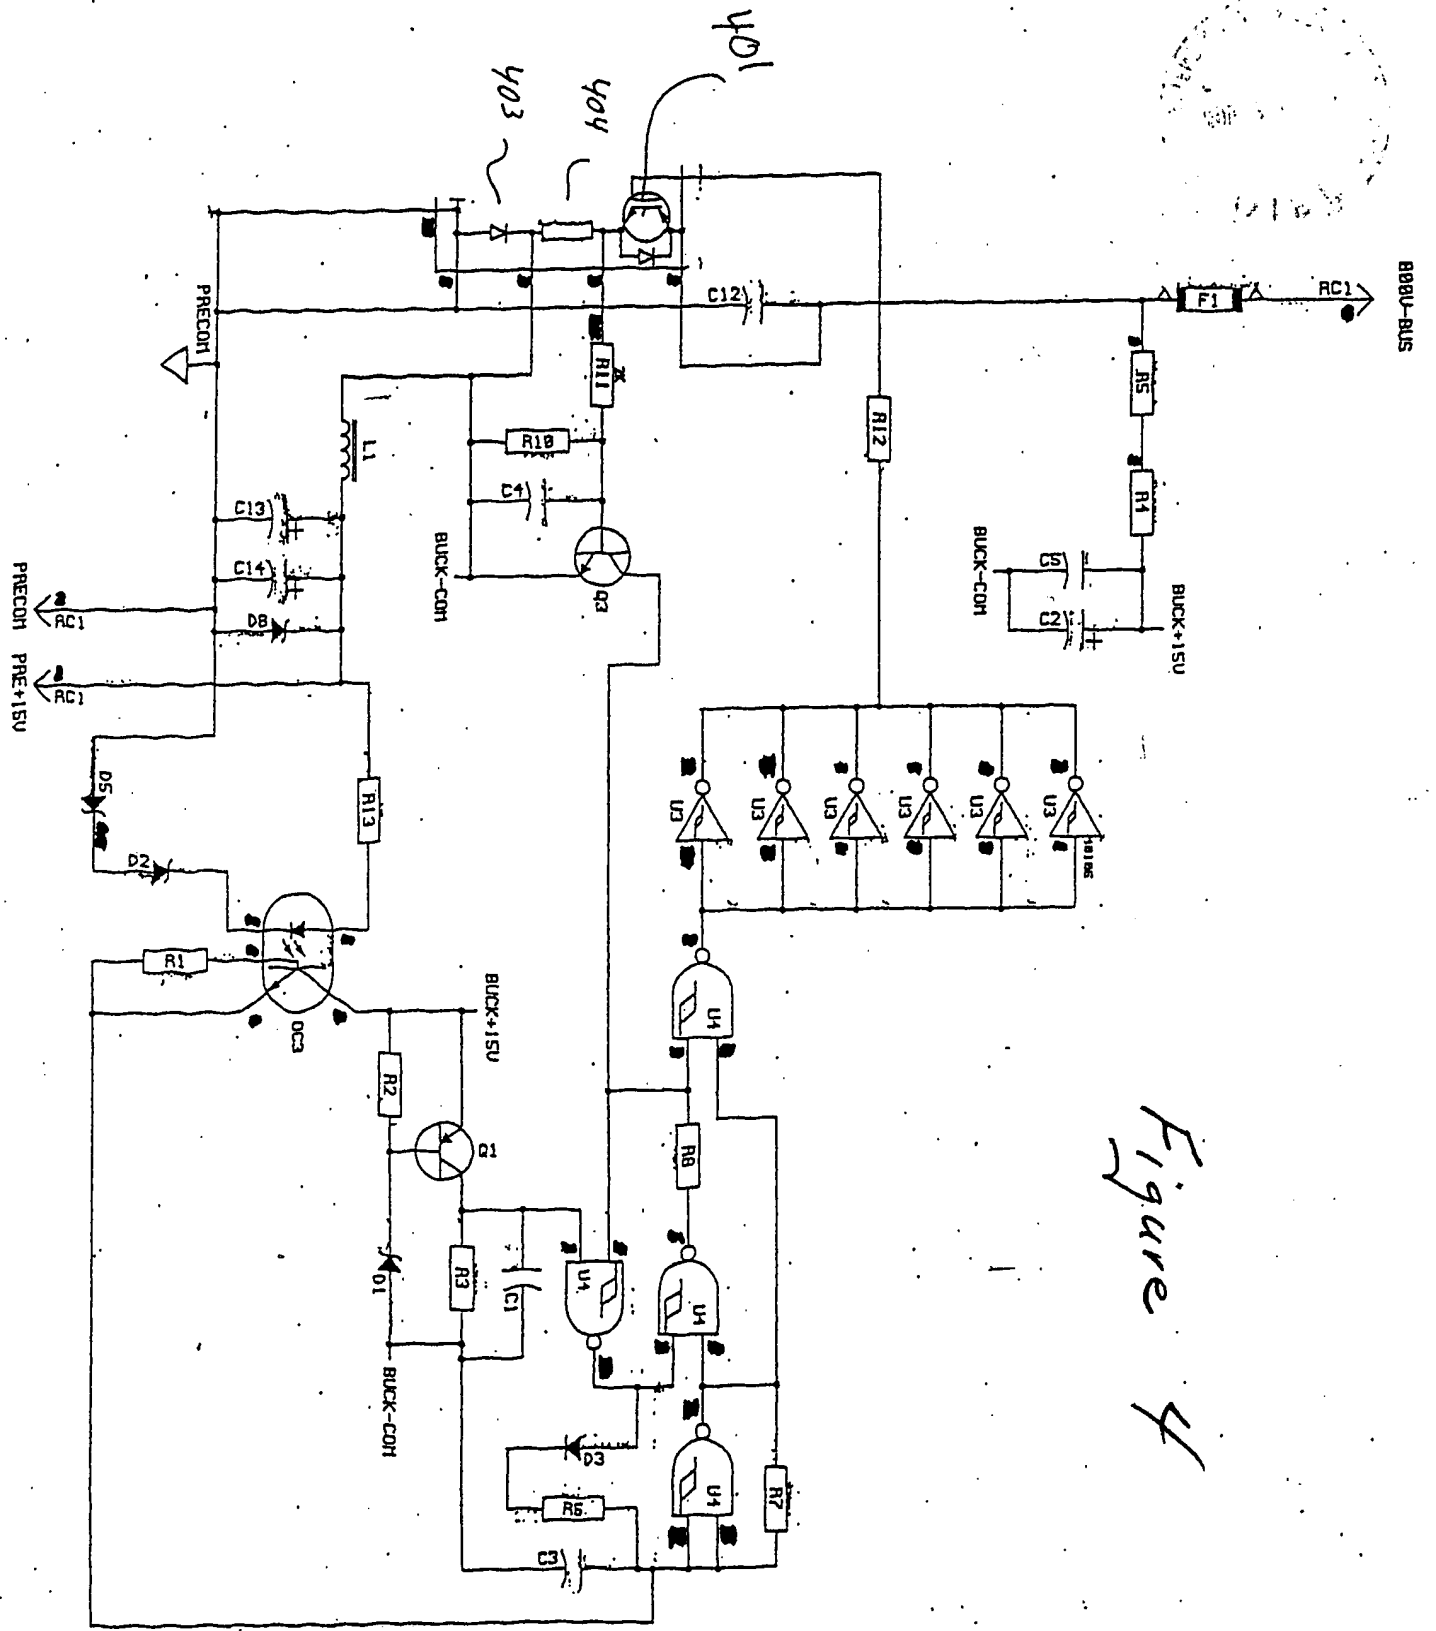 401
403
404
800V-BUS
RC1
F1
C12
PRECOM
R5
R11
2K
R12
R10
L1
R4
C4
C13
BUCK-COM
BUCK-COM
C5
C14
Q3
C2
BUCK+15V
PRECOM
RC1
D8
PRE+15V
RC1
D5
R13
U3
U3
U3
U3
U3
U3
D2
R1
OC3
BUCK+15V
U4
R2
Q1
R8
Figure 4
D1
R3
C1
U4
U4
BUCK-COM
D3
U4
R7
R6
C3